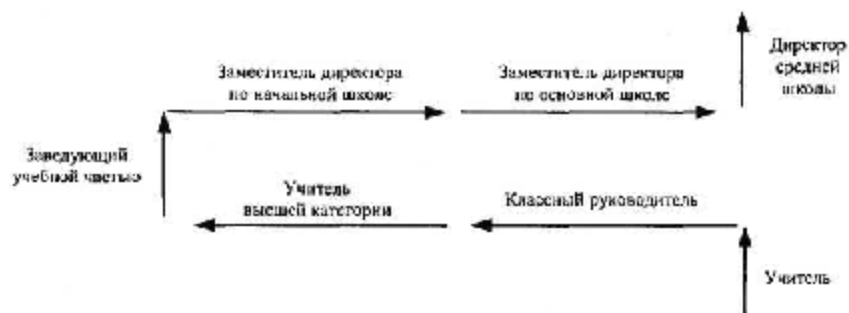 Директор
средней
школы
Заместитель директора
по начальной школе
Заместитель директора
по основной школе
Заведующий
учебной частью
Учитель
высшей категории
Классный руководитель
Учитель